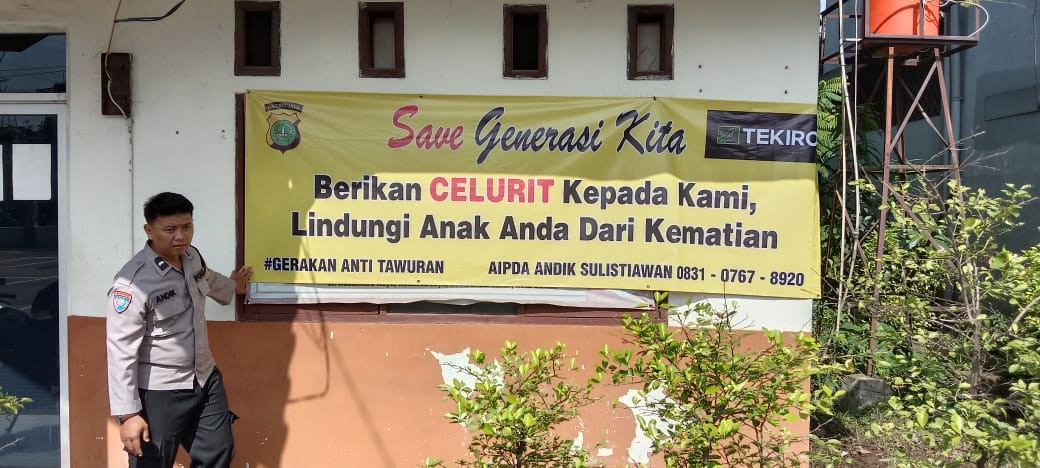 Save Generasi Kita
TEKIRO
Berikan CELURIT Kepada Kami,
Lindungi Anak Anda Dari Kematian
#GERAKAN ANTI TAWURAN
AIPDA ANDIK SULISTIAWAN 0831 - 0767 - 8920
ANDIK